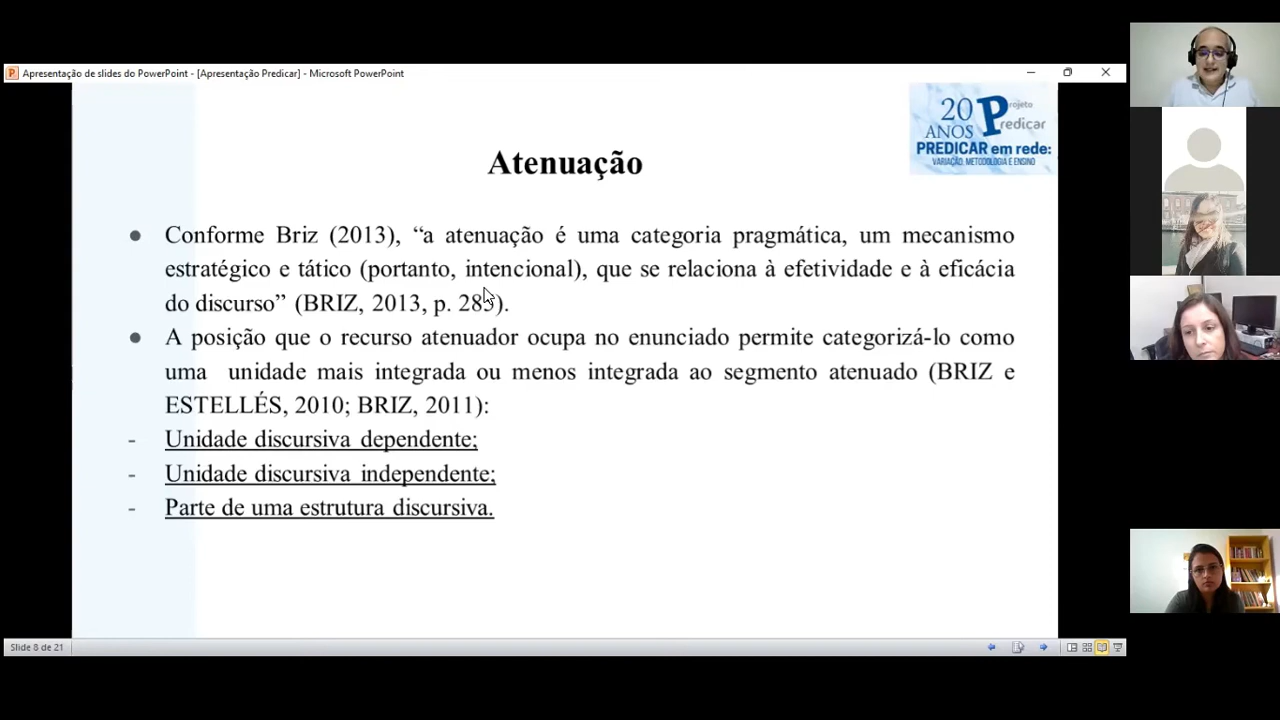 Apresentação de slides do PowerPoint - [Apresentação Predicar] - Microsoft PowerPoint
20 ANOS Projeto Predicar
PREDICAR em rede:
VARIAÇÃO, METODOLOGIA E ENSINO
Atenuação
● Conforme Briz (2013), “a atenuação é uma categoria pragmática, um mecanismo
estratégico e tático (portanto, intencional), que se relaciona à efetividade e à eficácia
do discurso” (BRIZ, 2013, p. 285).
● A posição que o recurso atenuador ocupa no enunciado permite categorizá-lo como
uma unidade mais integrada ou menos integrada ao segmento atenuado (BRIZ e
ESTELLÉS, 2010; BRIZ, 2011):
- Unidade discursiva dependente;
- Unidade discursiva independente;
- Parte de uma estrutura discursiva.
Slide 8 de 21